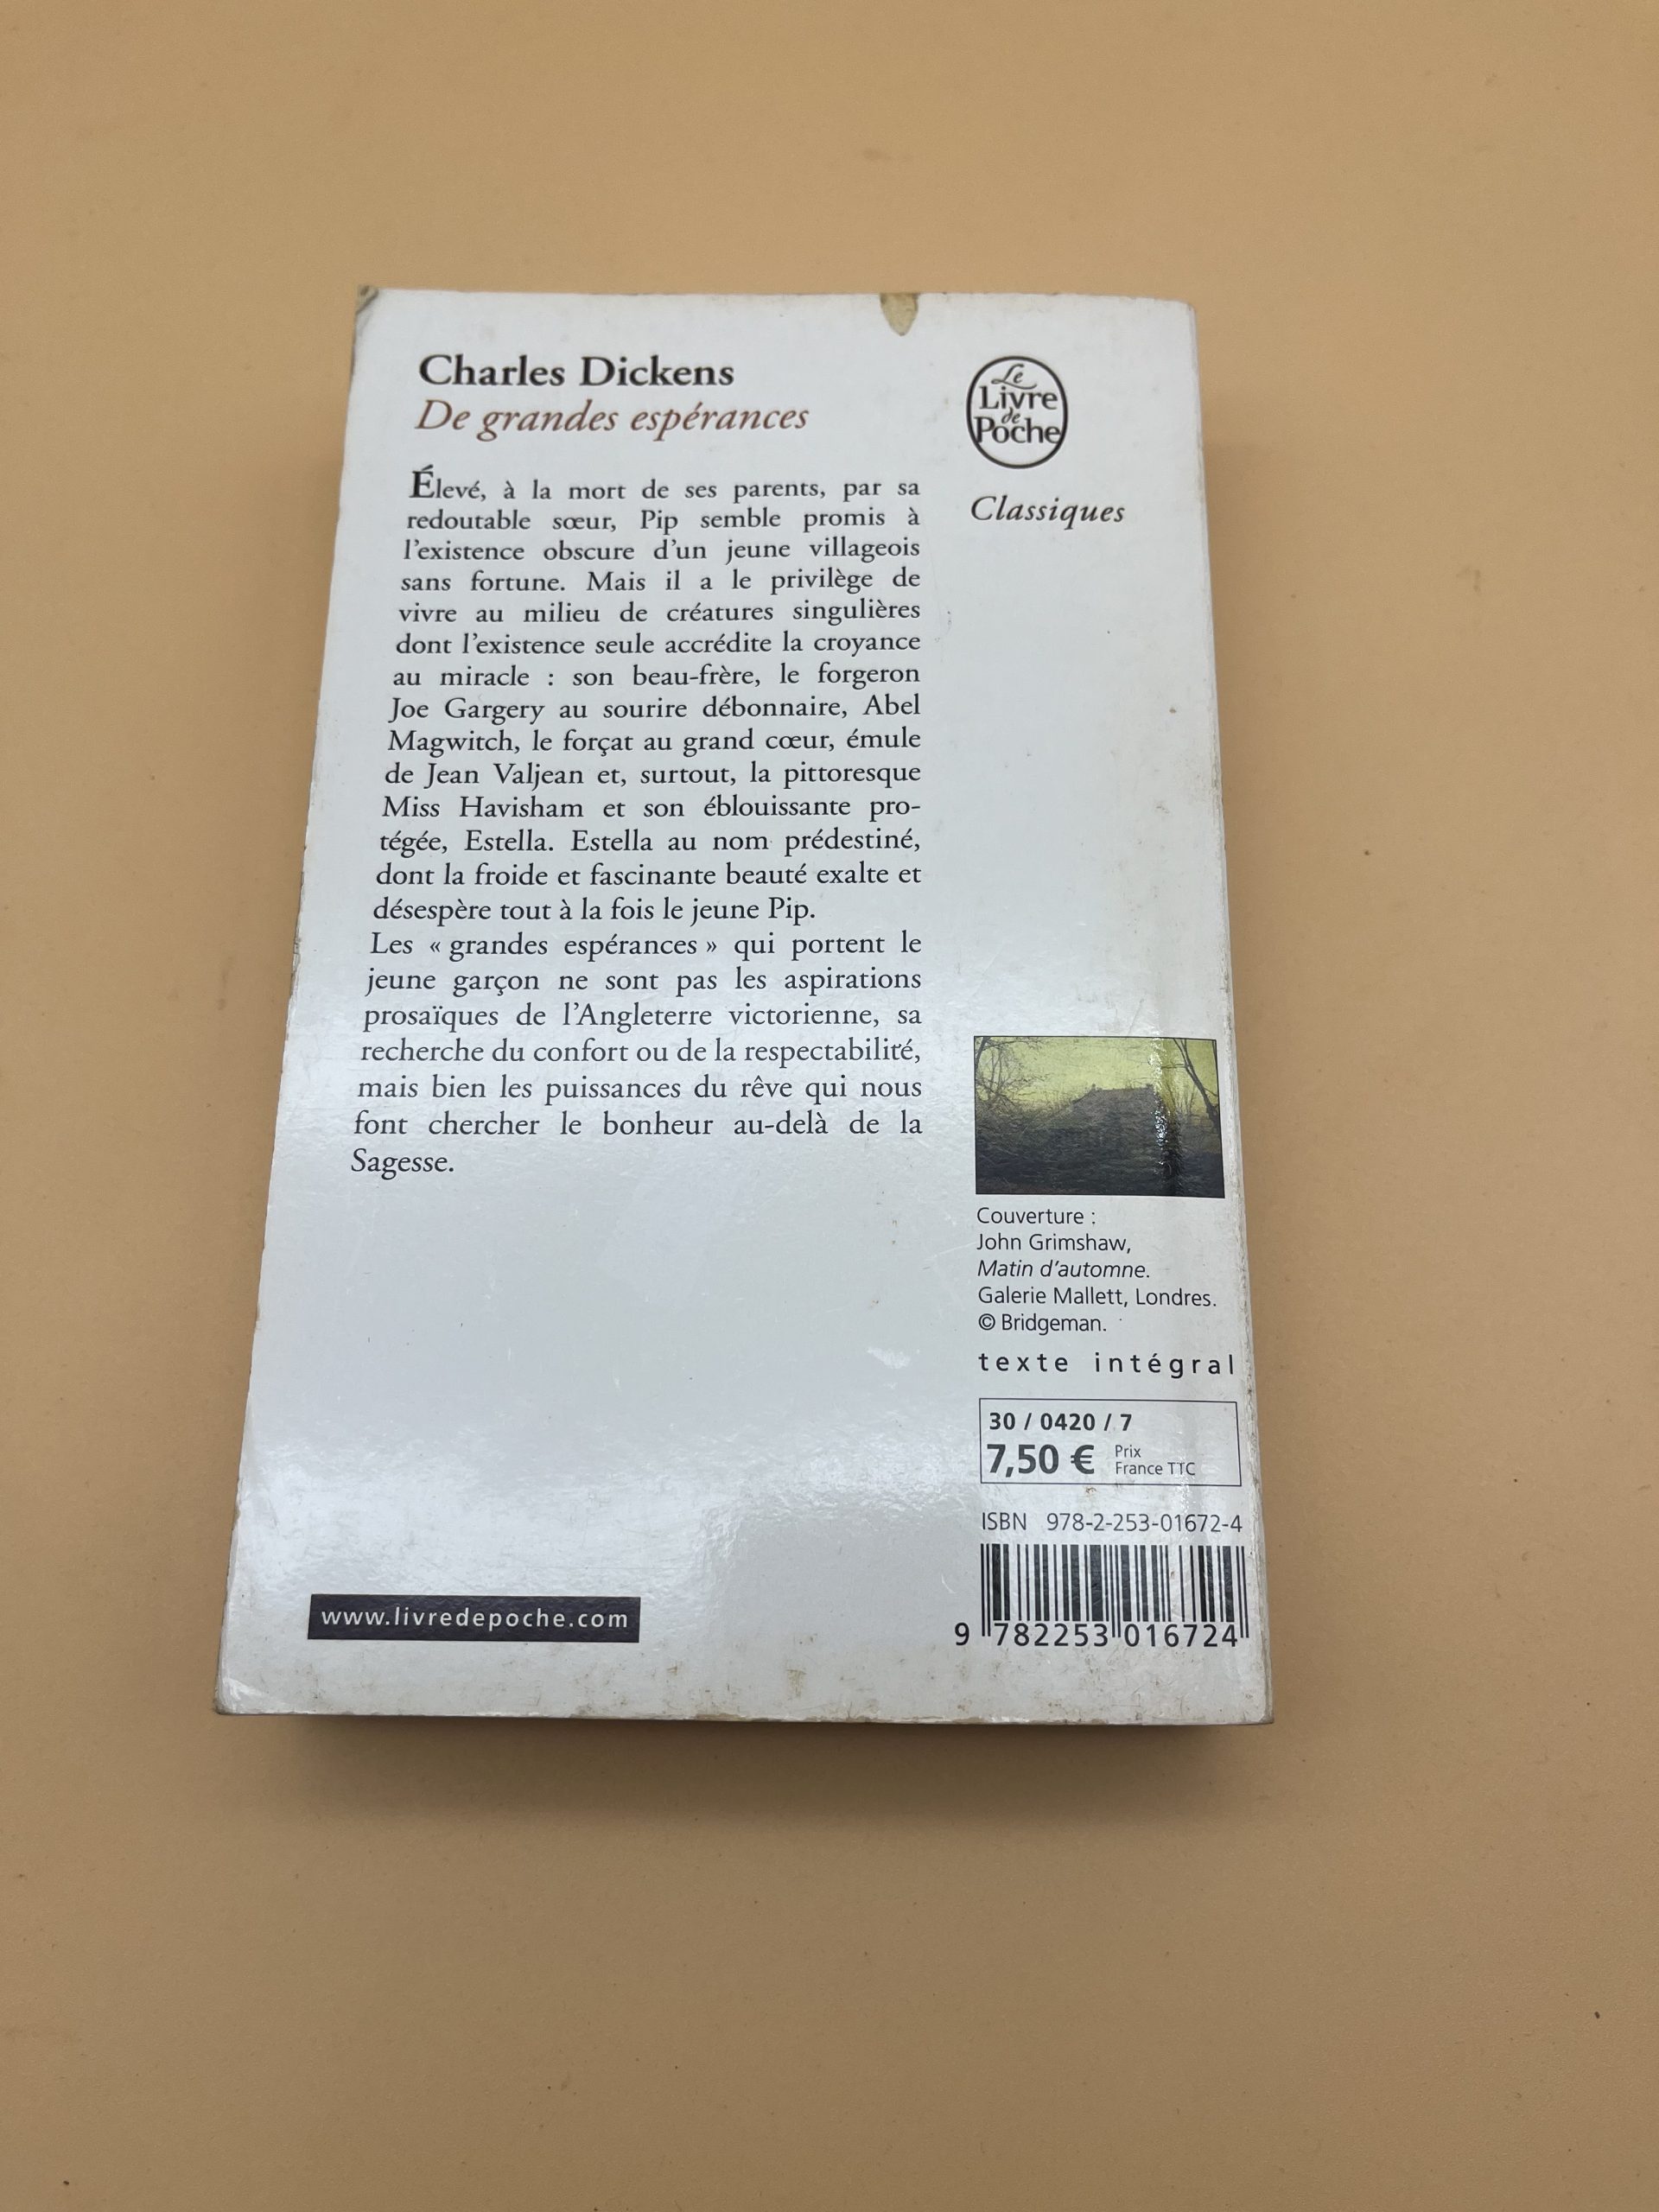 Charles Dickens
De grandes espérances
Élevé, à la mort de ses parents, par sa
redoutable sœur, Pip semble promis à
l'existence obscure d'un jeune villageois
sans fortune. Mais il a le privilège de
vivre au milieu de créatures singulières
dont l'existence seule accrédite la croyance
au miracle : son beau-frère, le forgeron
Joe Gargery au sourire débonnaire, Abel
Magwitch, le forçat au grand cœur, émule
de Jean Valjean et, surtout, la pittoresque
Miss Havisham et son éblouissante pro-
tégée, Estella. Estella au nom prédestiné,
dont la froide et fascinante beauté exalte et
désespère tout à la fois le jeune Pip.
Les « grandes espérances » qui portent le
jeune garçon ne sont pas les aspirations
prosaïques de l'Angleterre victorienne, sa
recherche du confort ou de la respectabilité,
mais bien les puissances du rêve qui nous
font chercher le bonheur au-delà de la
Sagesse.
www.livredepoche.com
Le
Livre
de
Poche
Classiques
Couverture :
John Grimshaw,
Matin d'automne.
Galerie Mallett, Londres.
© Bridgeman.
texte intégral
30 / 0420 / 7
7,50 € Prix
France TTC
ISBN 978-2-253-01672-4
9 782253 016724